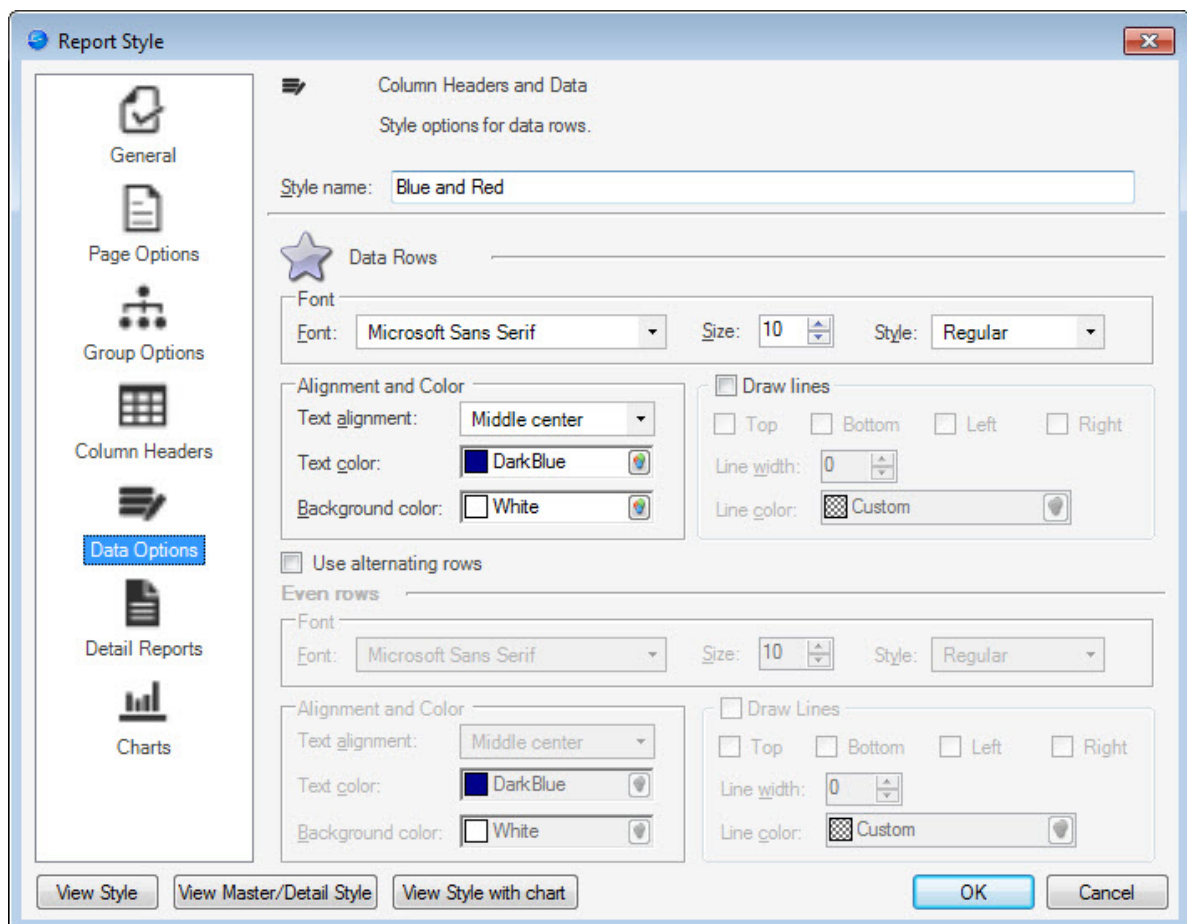 Report Style
General
Page Options
Group Options
Column Headers
Data Options
Detail Reports
Charts
Column Headers and Data
Style options for data rows.
Style name: Blue and Red
Data Rows
Font
Font: Microsoft Sans Serif Size: 10 Style: Regular
Alignment and Color
Text alignment: Middle center
Text color: DarkBlue
Background color: White
Draw lines
Top Bottom Left Right
Line width: 0
Line color: Custom
Use alternating rows
Even rows
Font
Font: Microsoft Sans Serif Size: 10 Style: Regular
Alignment and Color
Text alignment: Middle center
Text color: DarkBlue
Background color: White
Draw Lines
Top Bottom Left Right
Line width: 0
Line color: Custom
View Style View Master/Detail Style View Style with chart OK Cancel